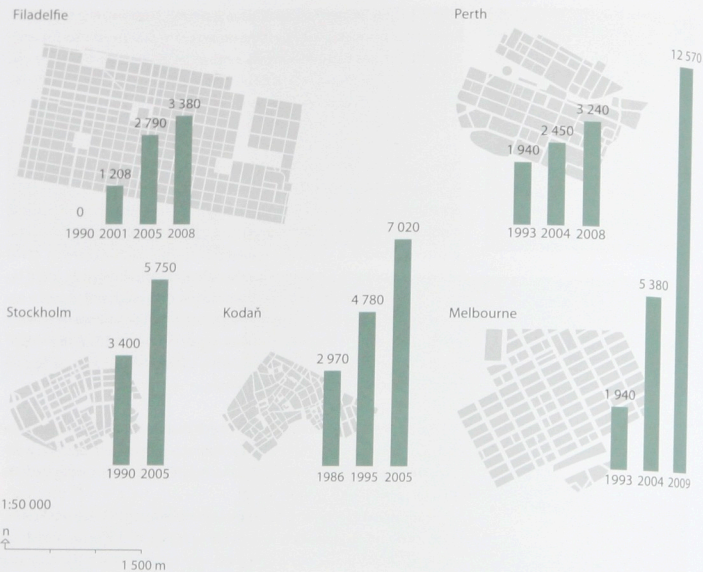 Filadelfie
0
1 208
2 790
3 380
1990 2001 2005 2008
Perth
1 940
2 450
3 240
1993 2004 2008
Stockholm
3 400
5 750
1990 2005
Kodaň
2 970
4 780
7 020
1986 1995 2005
Melbourne
1 940
5 380
12 570
1993 2004 2009
1:50 000
n
1 500 m